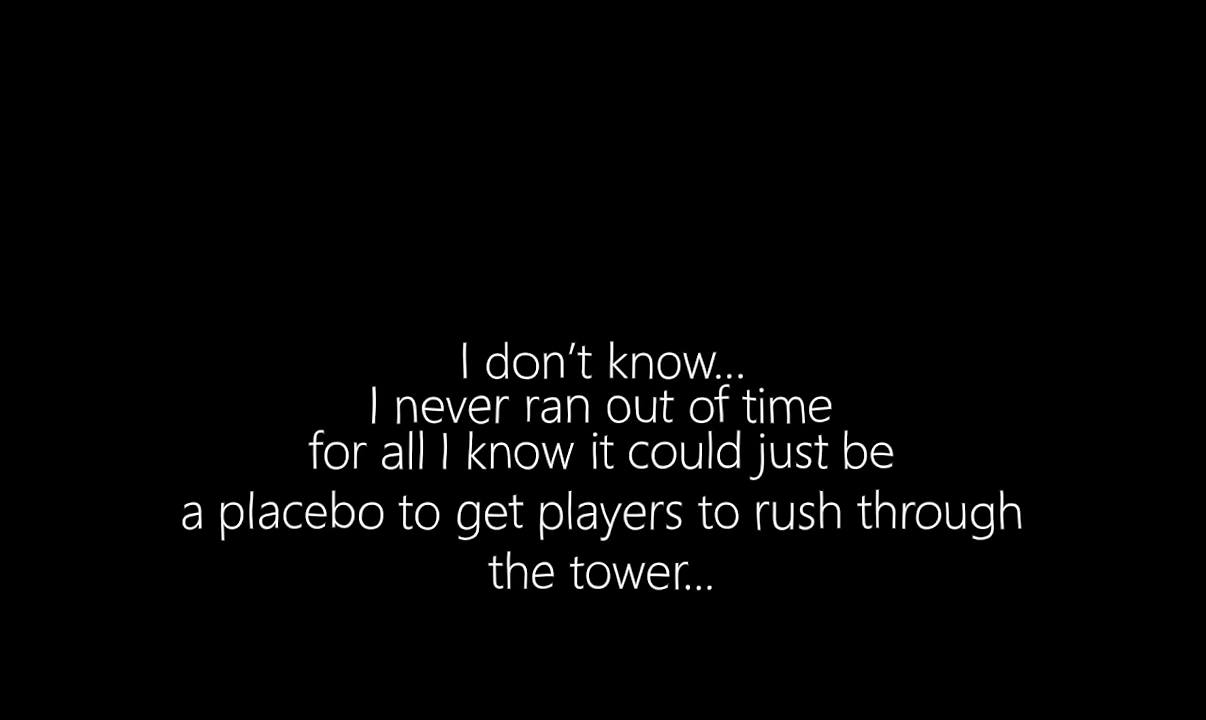 I don't know...
I never ran out of time
for all I know it could just be
a placebo to get players to rush through
the tower...